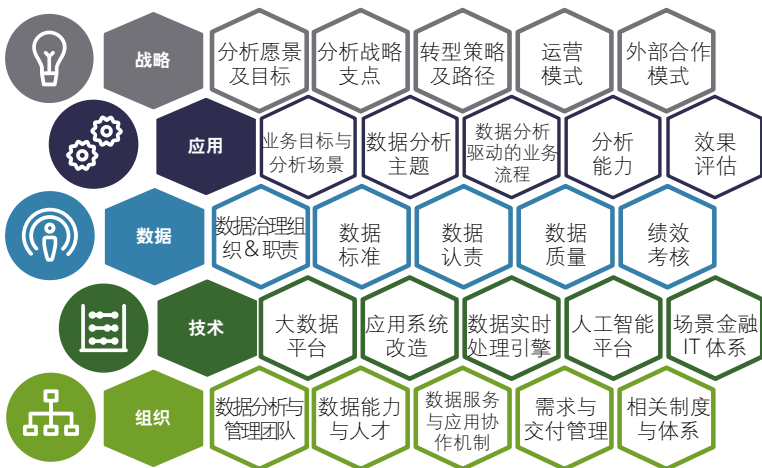 战略
分析愿景
及目标
分析战略
支点
转型策略
及路径
运营
模式
外部合作
模式
应用
业务目标与
分析场景
数据分析
主题
数据分析
驱动的业务
流程
分析
能力
效果
评估
数据
数据治理组
织&职责
数据
标准
数据
认责
数据
质量
绩效
考核
技术
大数据
平台
应用系统
改造
数据实时
处理引擎
人工智能
平台
场景金融
IT 体系
组织
数据分析与
管理团队
数据能力
与人才
数据服务
与应用协
作机制
需求与
交付管理
相关制度
与体系